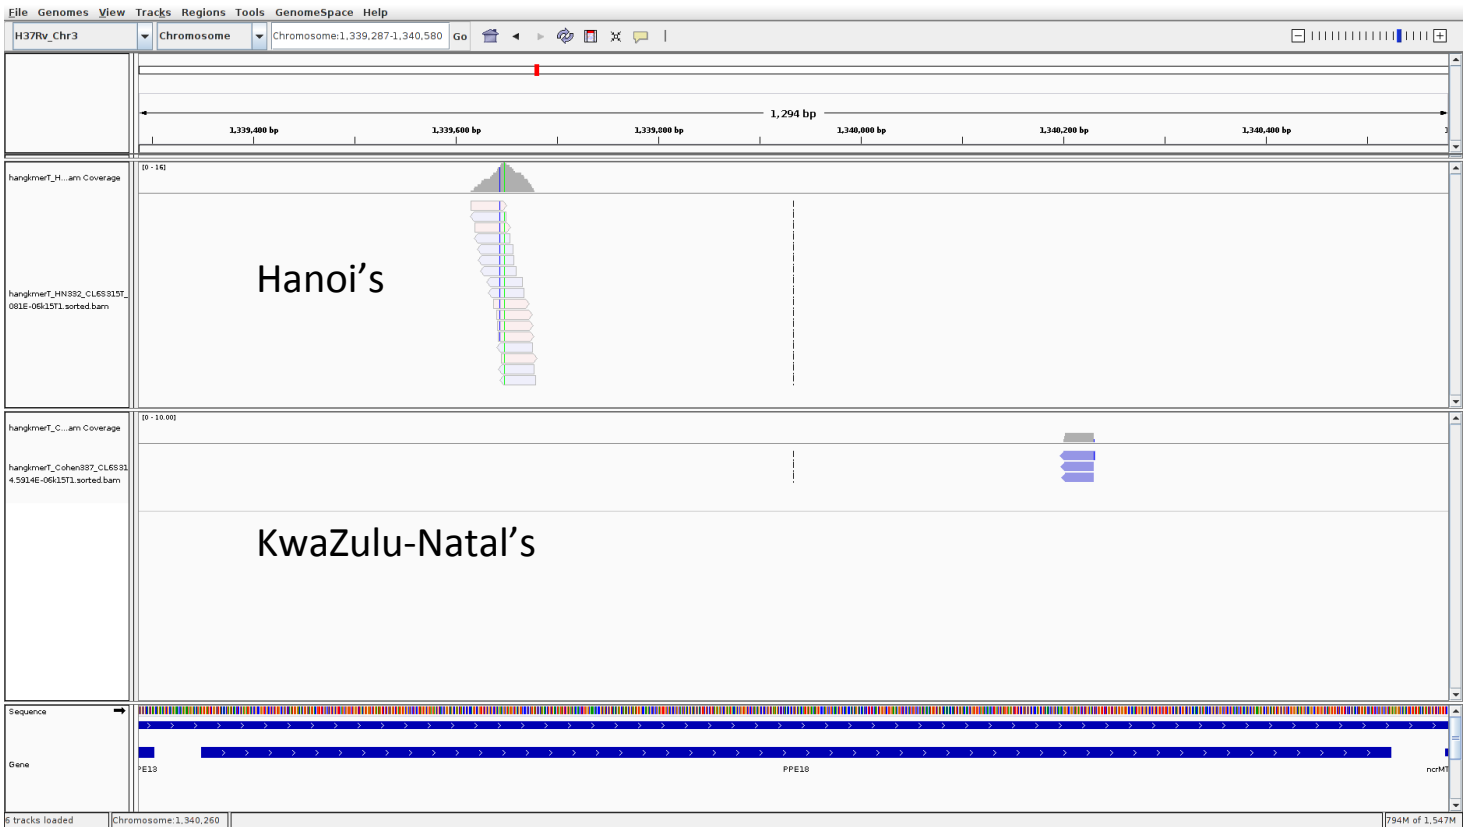 File Genomes View Tracks Regions Tools GenomeSpace Help
H37Rv_Chr3 Chromosome Chromosome:1,339,287-1,340,580 Go
1,294 bp
1,339,400 bp 1,339,600 bp 1,339,800 bp 1,340,000 bp 1,340,200 bp 1,340,400 bp
[0 - 16]
hangkmerT_H...am Coverage
Hanoi's
hangkmerT_HN332_CL6S315T_
081E-06k15T1.sorted.bam
[0 - 10.00]
hangkmerT_C...am Coverage
hangkmerT_Cohen337_CL6S31
4.5914E-06k15T1.sorted.bam
KwaZulu-Natal's
Sequence
Gene
PE13 PPE18 ncrMT
6 tracks loaded Chromosome:1,340,260 794M of 1,547M